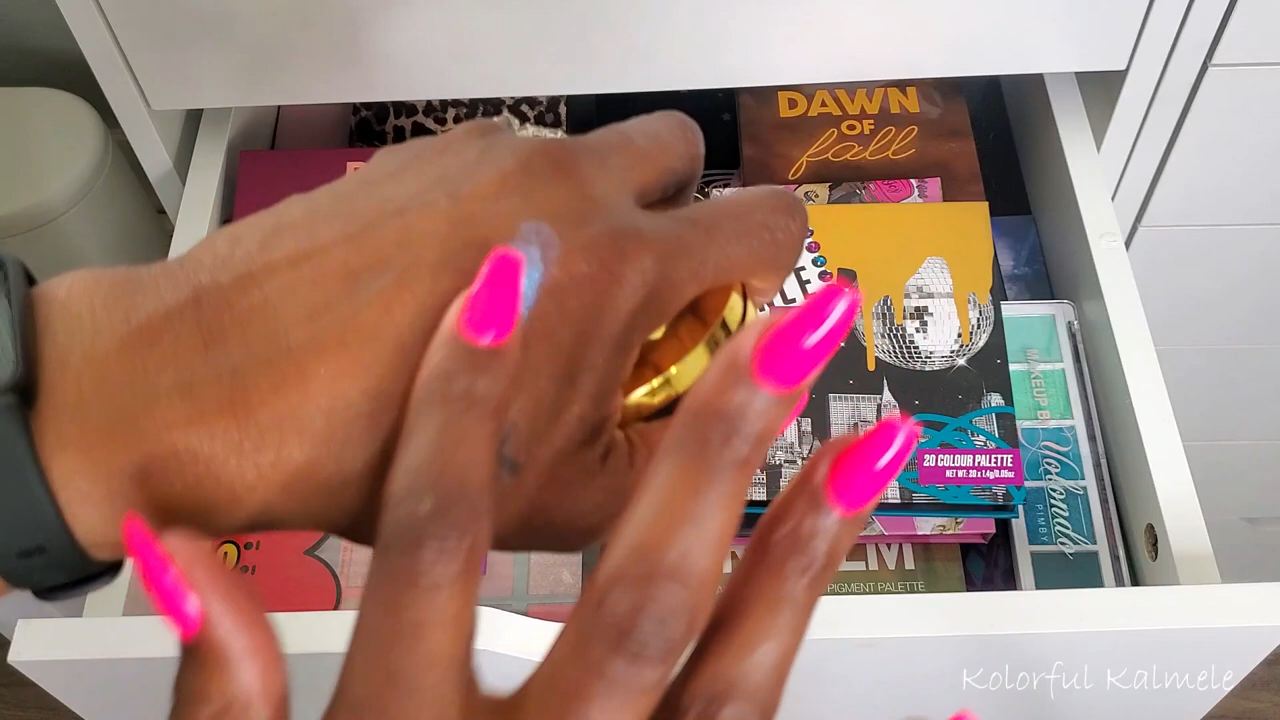 DAWN
OF
fall
20 COLOUR PALETTE
NET WT: 20 x 1.4g/0.05oz
MAKEUP BY
Yolondo
PIMBY
PIGMENT PALETTE
Kolorful Kalmele